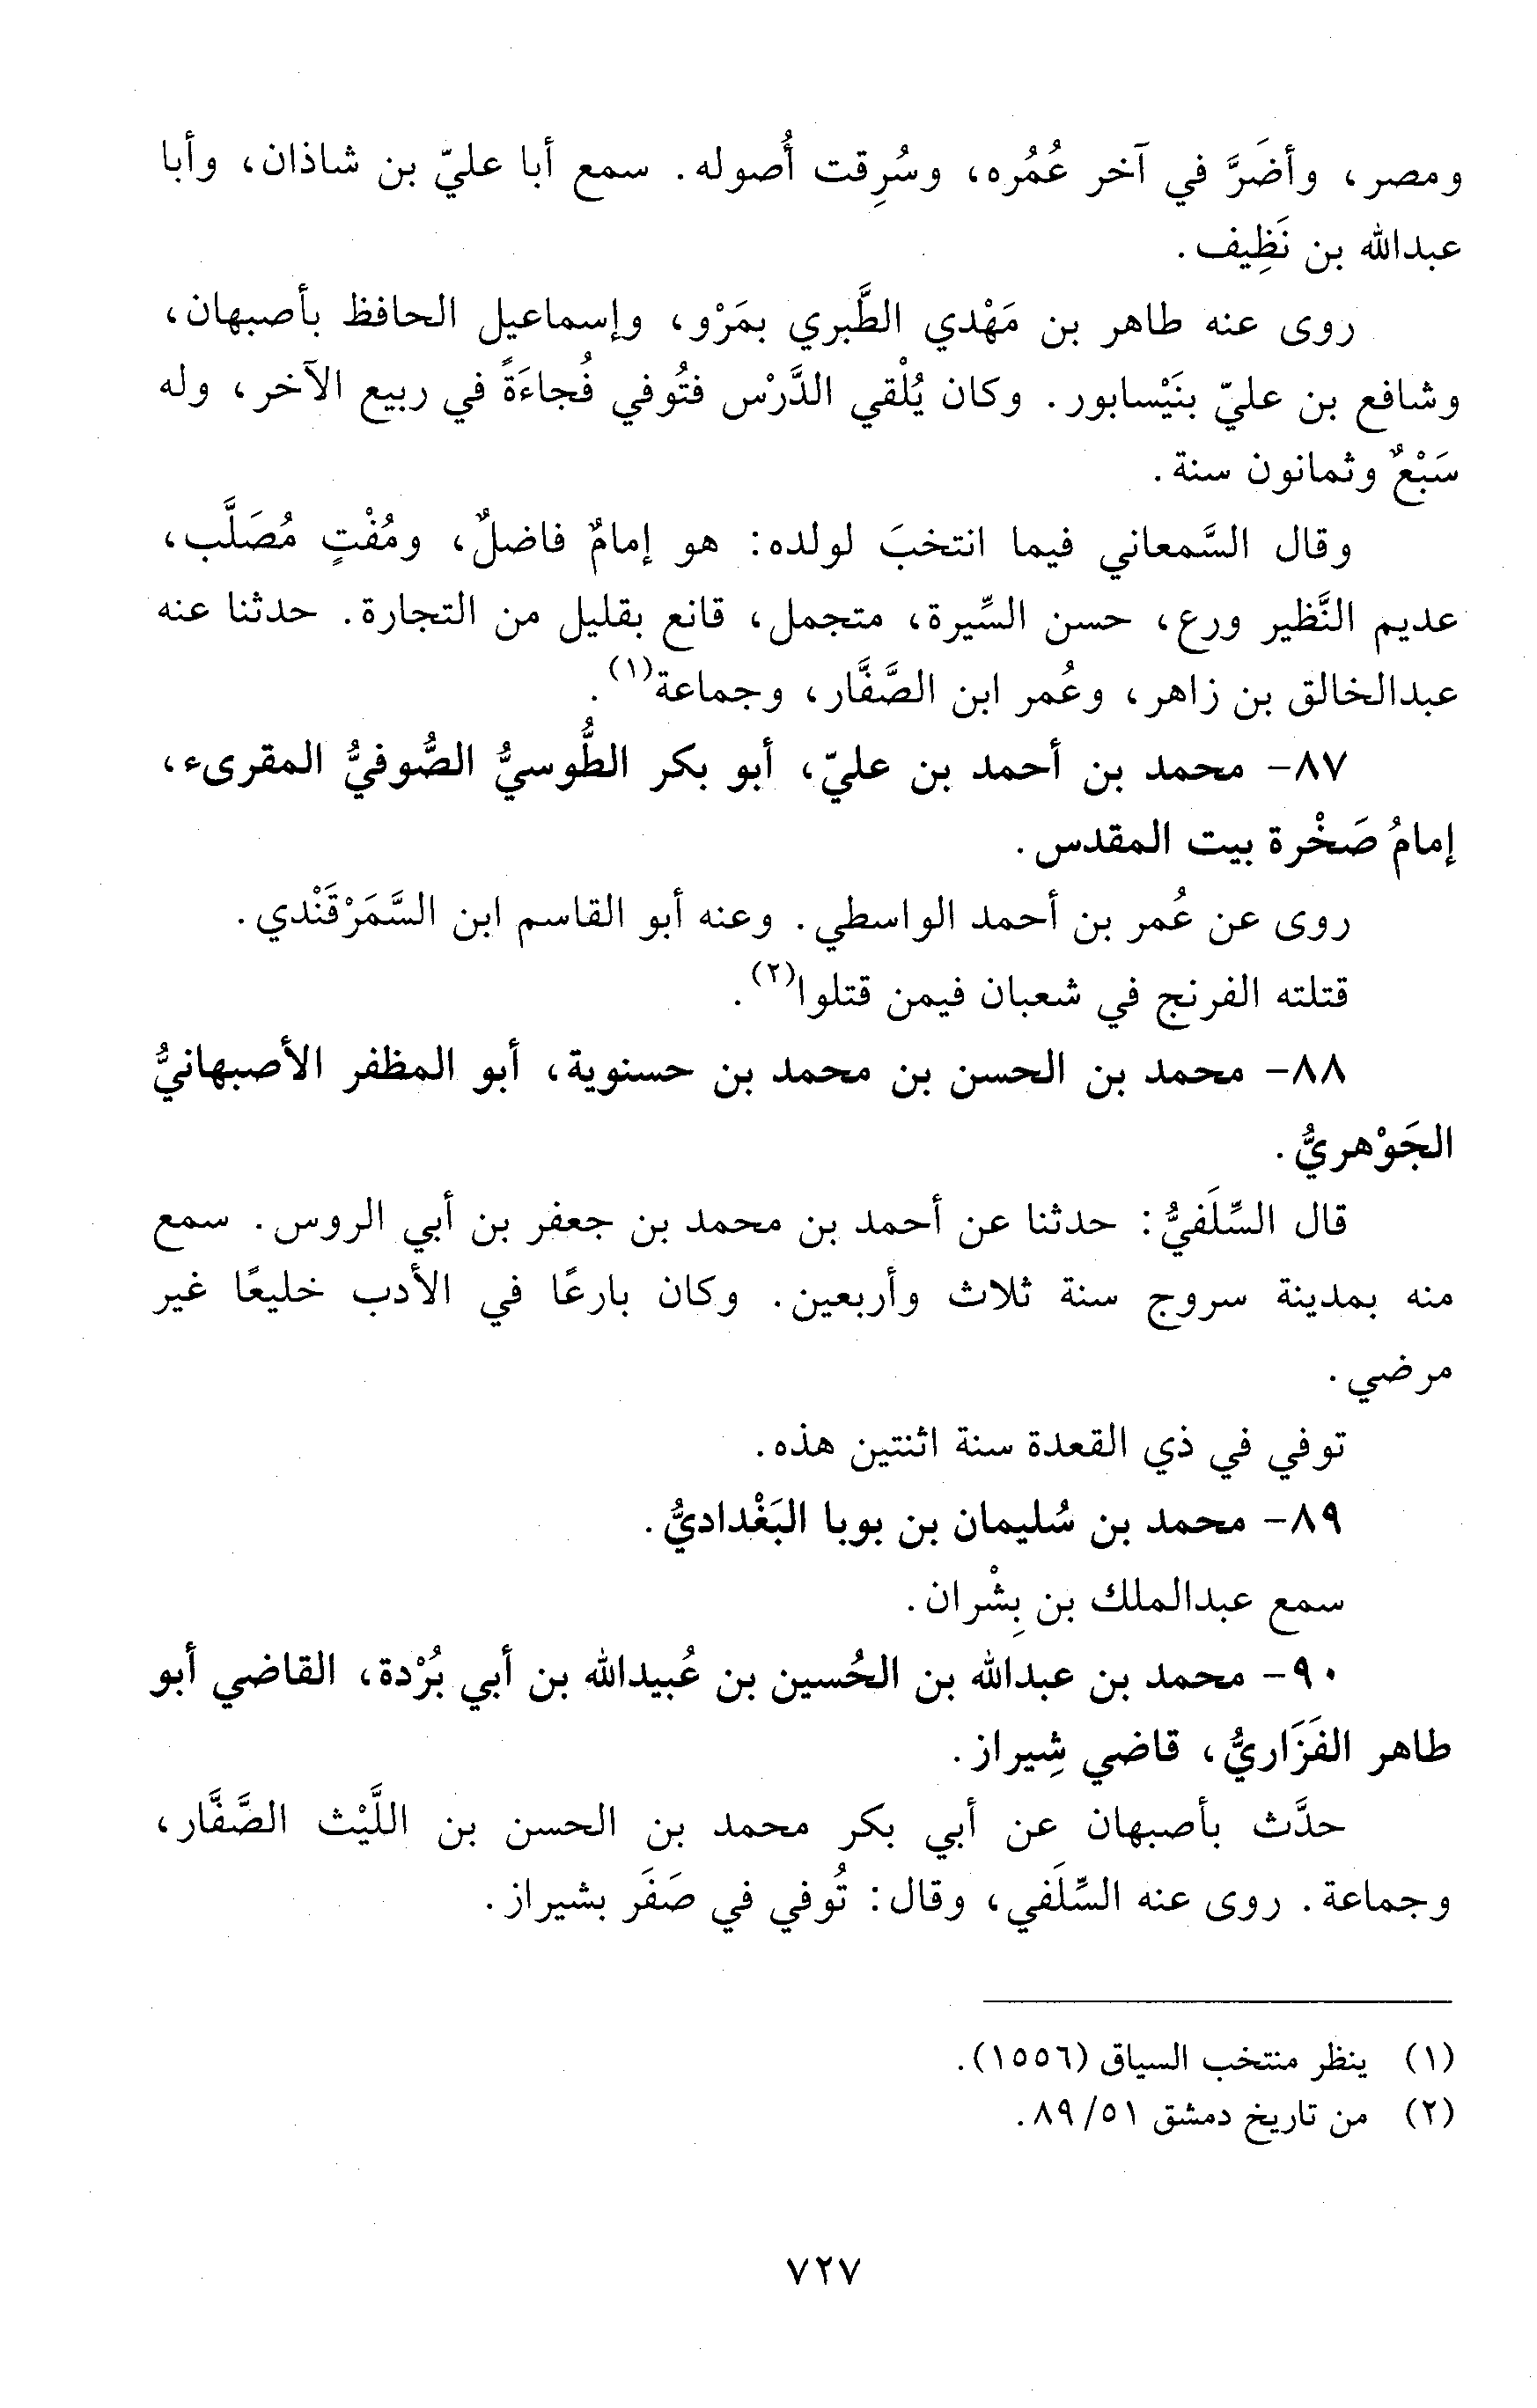 ومصر، وأضَرَّ في آخر عُمُره، وسُرِقت أُصوله. سمع أبا عليّ بن شاذان، وأبا
عبدالله بن نَظِيف.
روى عنه طاهر بن مَهْدي الطَّبري بمَرْو، وإسماعيل الحافظ بأصبهان،
وشافع بن عليّ بنَيْسابور. وكان يُلْقي الدَّرْس فتُوفي فُجاءَةً في ربيع الآخر، وله
سَبْعٌ وثمانون سنة.
وقال السَّمعاني فيما انتخبَ لولده: هو إمامٌ فاضلٌ، ومُفْتٍ مُصَلَّب،
عديم النَّظير ورع، حسن السِّيرة، متجمل، قانع بقليل من التجارة. حدثنا عنه
عبدالخالق بن زاهر، وعُمر ابن الصَّفَّار، وجماعة(١).
٨٧- محمد بن أحمد بن عليّ، أبو بكر الطُّوسيُّ الصُّوفيُّ المقرىء،
إمامُ صَخْرة بيت المقدس.
روى عن عُمر بن أحمد الواسطي. وعنه أبو القاسم ابن السَّمَرْقَنْدي.
قتلته الفرنج في شعبان فيمن قتلوا(٢).
٨٨- محمد بن الحسن بن محمد بن حسنوية، أبو المظفر الأصبهانيُّ
الجَوْهريُّ.
قال السِّلَفيُّ: حدثنا عن أحمد بن محمد بن جعفر بن أبي الروس. سمع
منه بمدينة سروج سنة ثلاث وأربعين. وكان بارعًا في الأدب خليعًا غير
مرضي.
توفي في ذي القعدة سنة اثنتين هذه.
٨٩- محمد بن سُليمان بن بوبا البَغْداديُّ.
سمع عبدالملك بن بِشْران.
٩٠- محمد بن عبدالله بن الحُسين بن عُبيدالله بن أبي بُرْدة، القاضي أبو
طاهر الفَزَاريُّ، قاضي شِيراز.
حدَّث بأصبهان عن أبي بكر محمد بن الحسن بن اللَّيْث الصَّفَّار،
وجماعة. روى عنه السِّلَفي، وقال: تُوفي في صَفَر بشيراز.
(١) ينظر منتخب السياق (١٥٥٦).
(٢) من تاريخ دمشق ٥١/ ٨٩.
٧٢٧